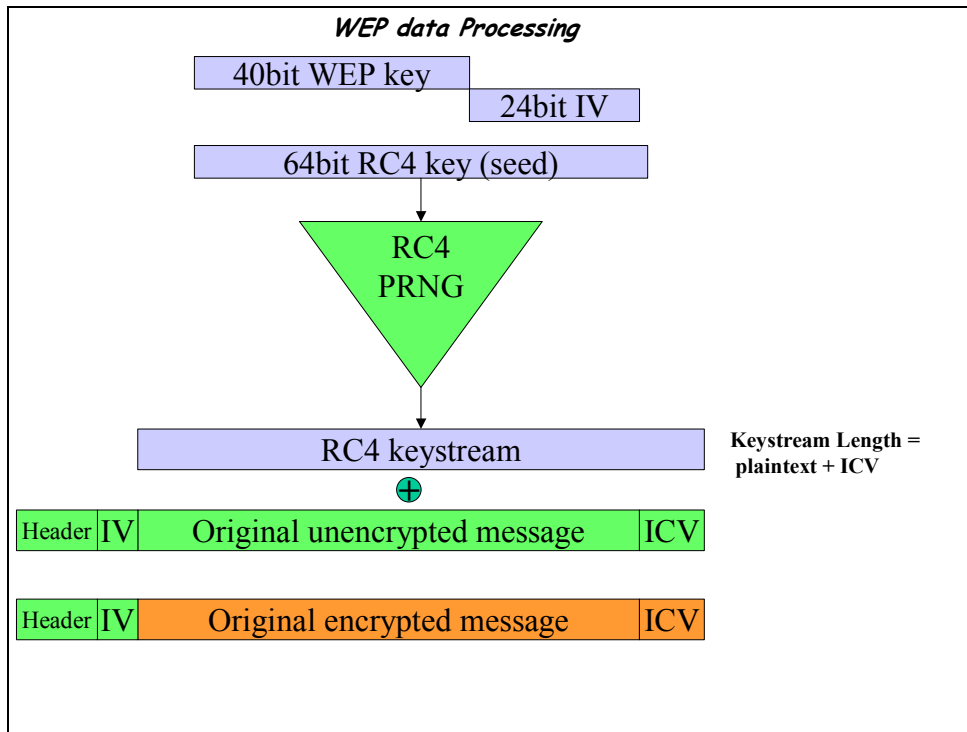 WEP data Processing
40bit WEP key
24bit IV
64bit RC4 key (seed)
RC4
PRNG
RC4 keystream
Keystream Length =
plaintext + ICV
Header IV Original unencrypted message ICV
Header IV Original encrypted message ICV